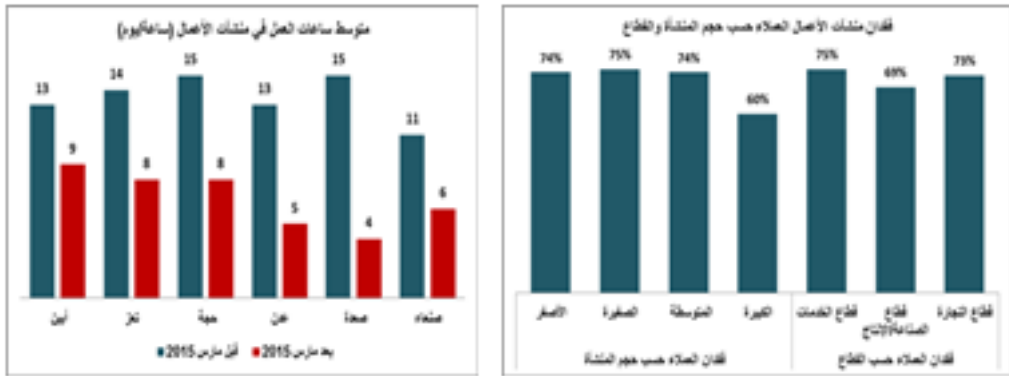 فقدان منشآت الأعمال العملاء حسب حجم المنشأة والقطاع
74% 75% 74% 60% 75% 69% 73%
الأصغر الصغيرة المتوسطة الكبيرة قطاع الخدمات قطاع الصناعة/الإنتاج قطاع التجارة
فقدان العملاء حسب حجم المنشأة فقدان العملاء حسب القطاع
متوسط ساعات العمل في منشآت الأعمال (ساعة/يوم)
13 9 14 8 15 8 13 5 15 4 11 6
أبين تعز حجة عدن صعدة صنعاء
قبل مارس 2015 بعد مارس 2015